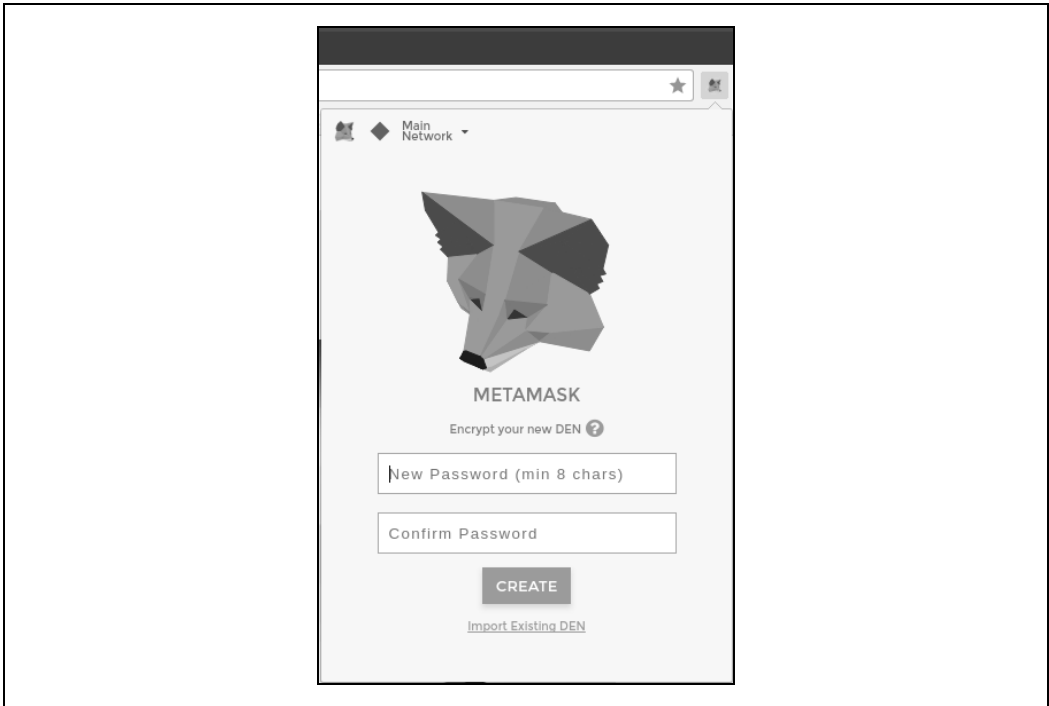 Main
Network
METAMASK
Encrypt your new DEN ?
New Password (min 8 chars)
Confirm Password
CREATE
Import Existing DEN